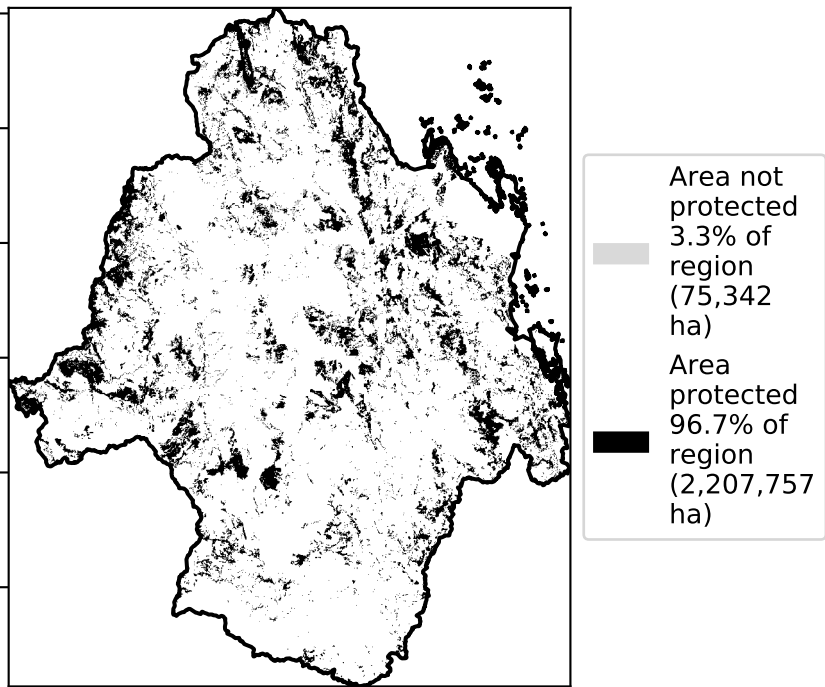 Area not
protected
3.3% of
region
(75,342
ha)
Area
protected
96.7% of
region
(2,207,757
ha)